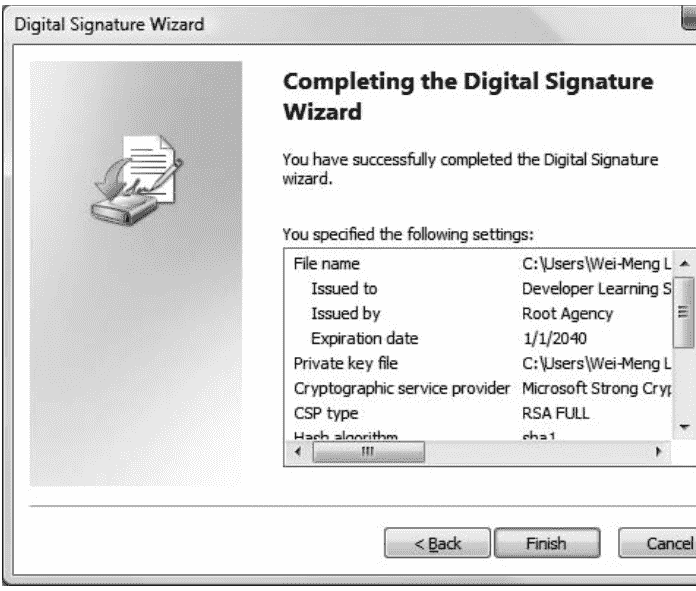 Digital Signature Wizard
Completing the Digital Signature
Wizard
You have successfully completed the Digital Signature
wizard.
You specified the following settings:
File name C:\Users\Wei-Meng L
Issued to Developer Learning S
Issued by Root Agency
Expiration date 1/1/2040
Private key file C:\Users\Wei-Meng L
Cryptographic service provider Microsoft Strong Cryp
CSP type RSA FULL
Hash algorithm sha1
< Back Finish Cancel